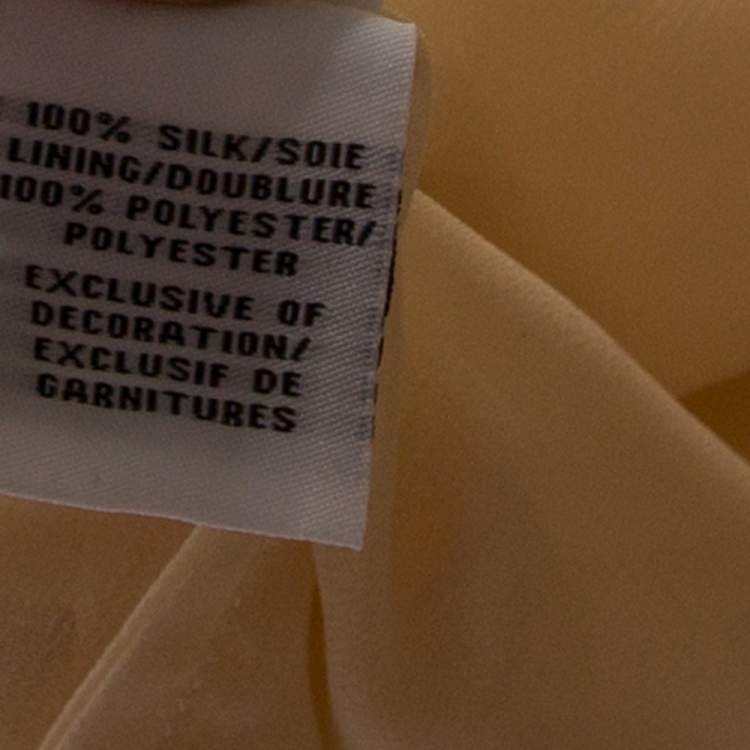 100% SILK/SOIE
LINING/DOUBLURE
100% POLYESTER/
POLYESTER
EXCLUSIVE OF
DECORATION/
EXCLUSIF DE
GARNITURES